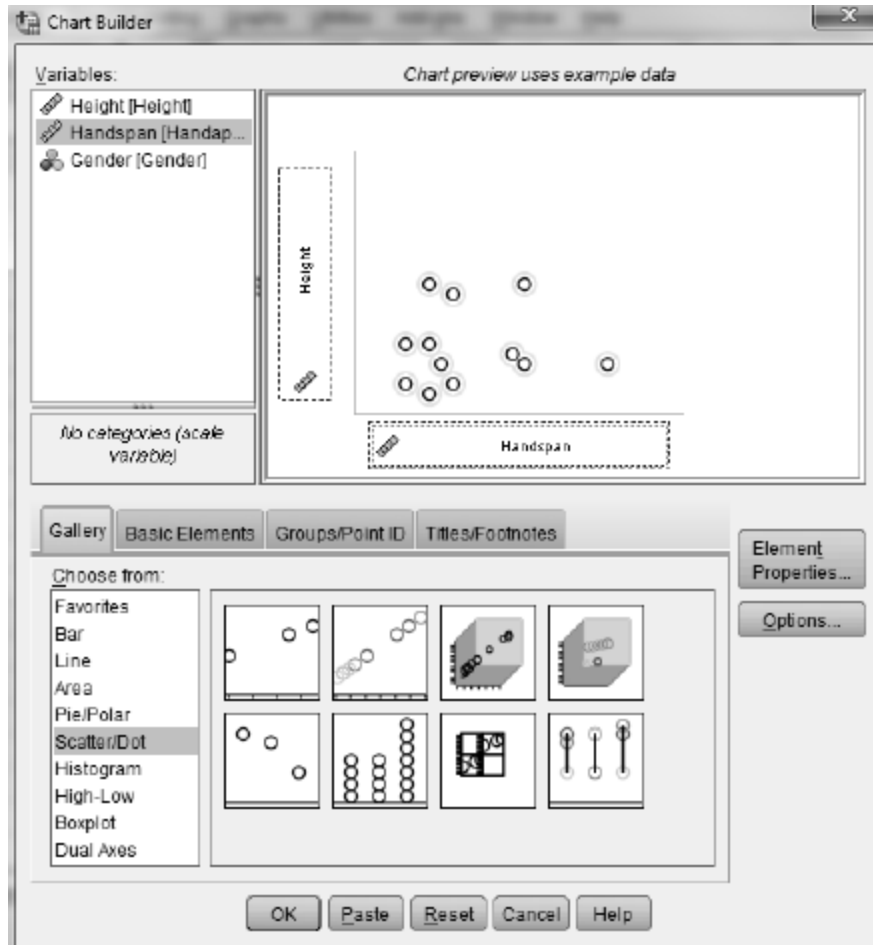 Chart Builder
Variables:
Chart preview uses example data
Height [Height]
Handspan [Handap...
Gender [Gender]
Height
Handspan
No categories (scale
variable)
Gallery
Basic Elements
Groups/Point ID
Titles/Footnotes
Element
Properties...
Options...
Choose from:
Favorites
Bar
Line
Area
Pie/Polar
Scatter/Dot
Histogram
High-Low
Boxplot
Dual Axes
OK
Paste
Reset
Cancel
Help